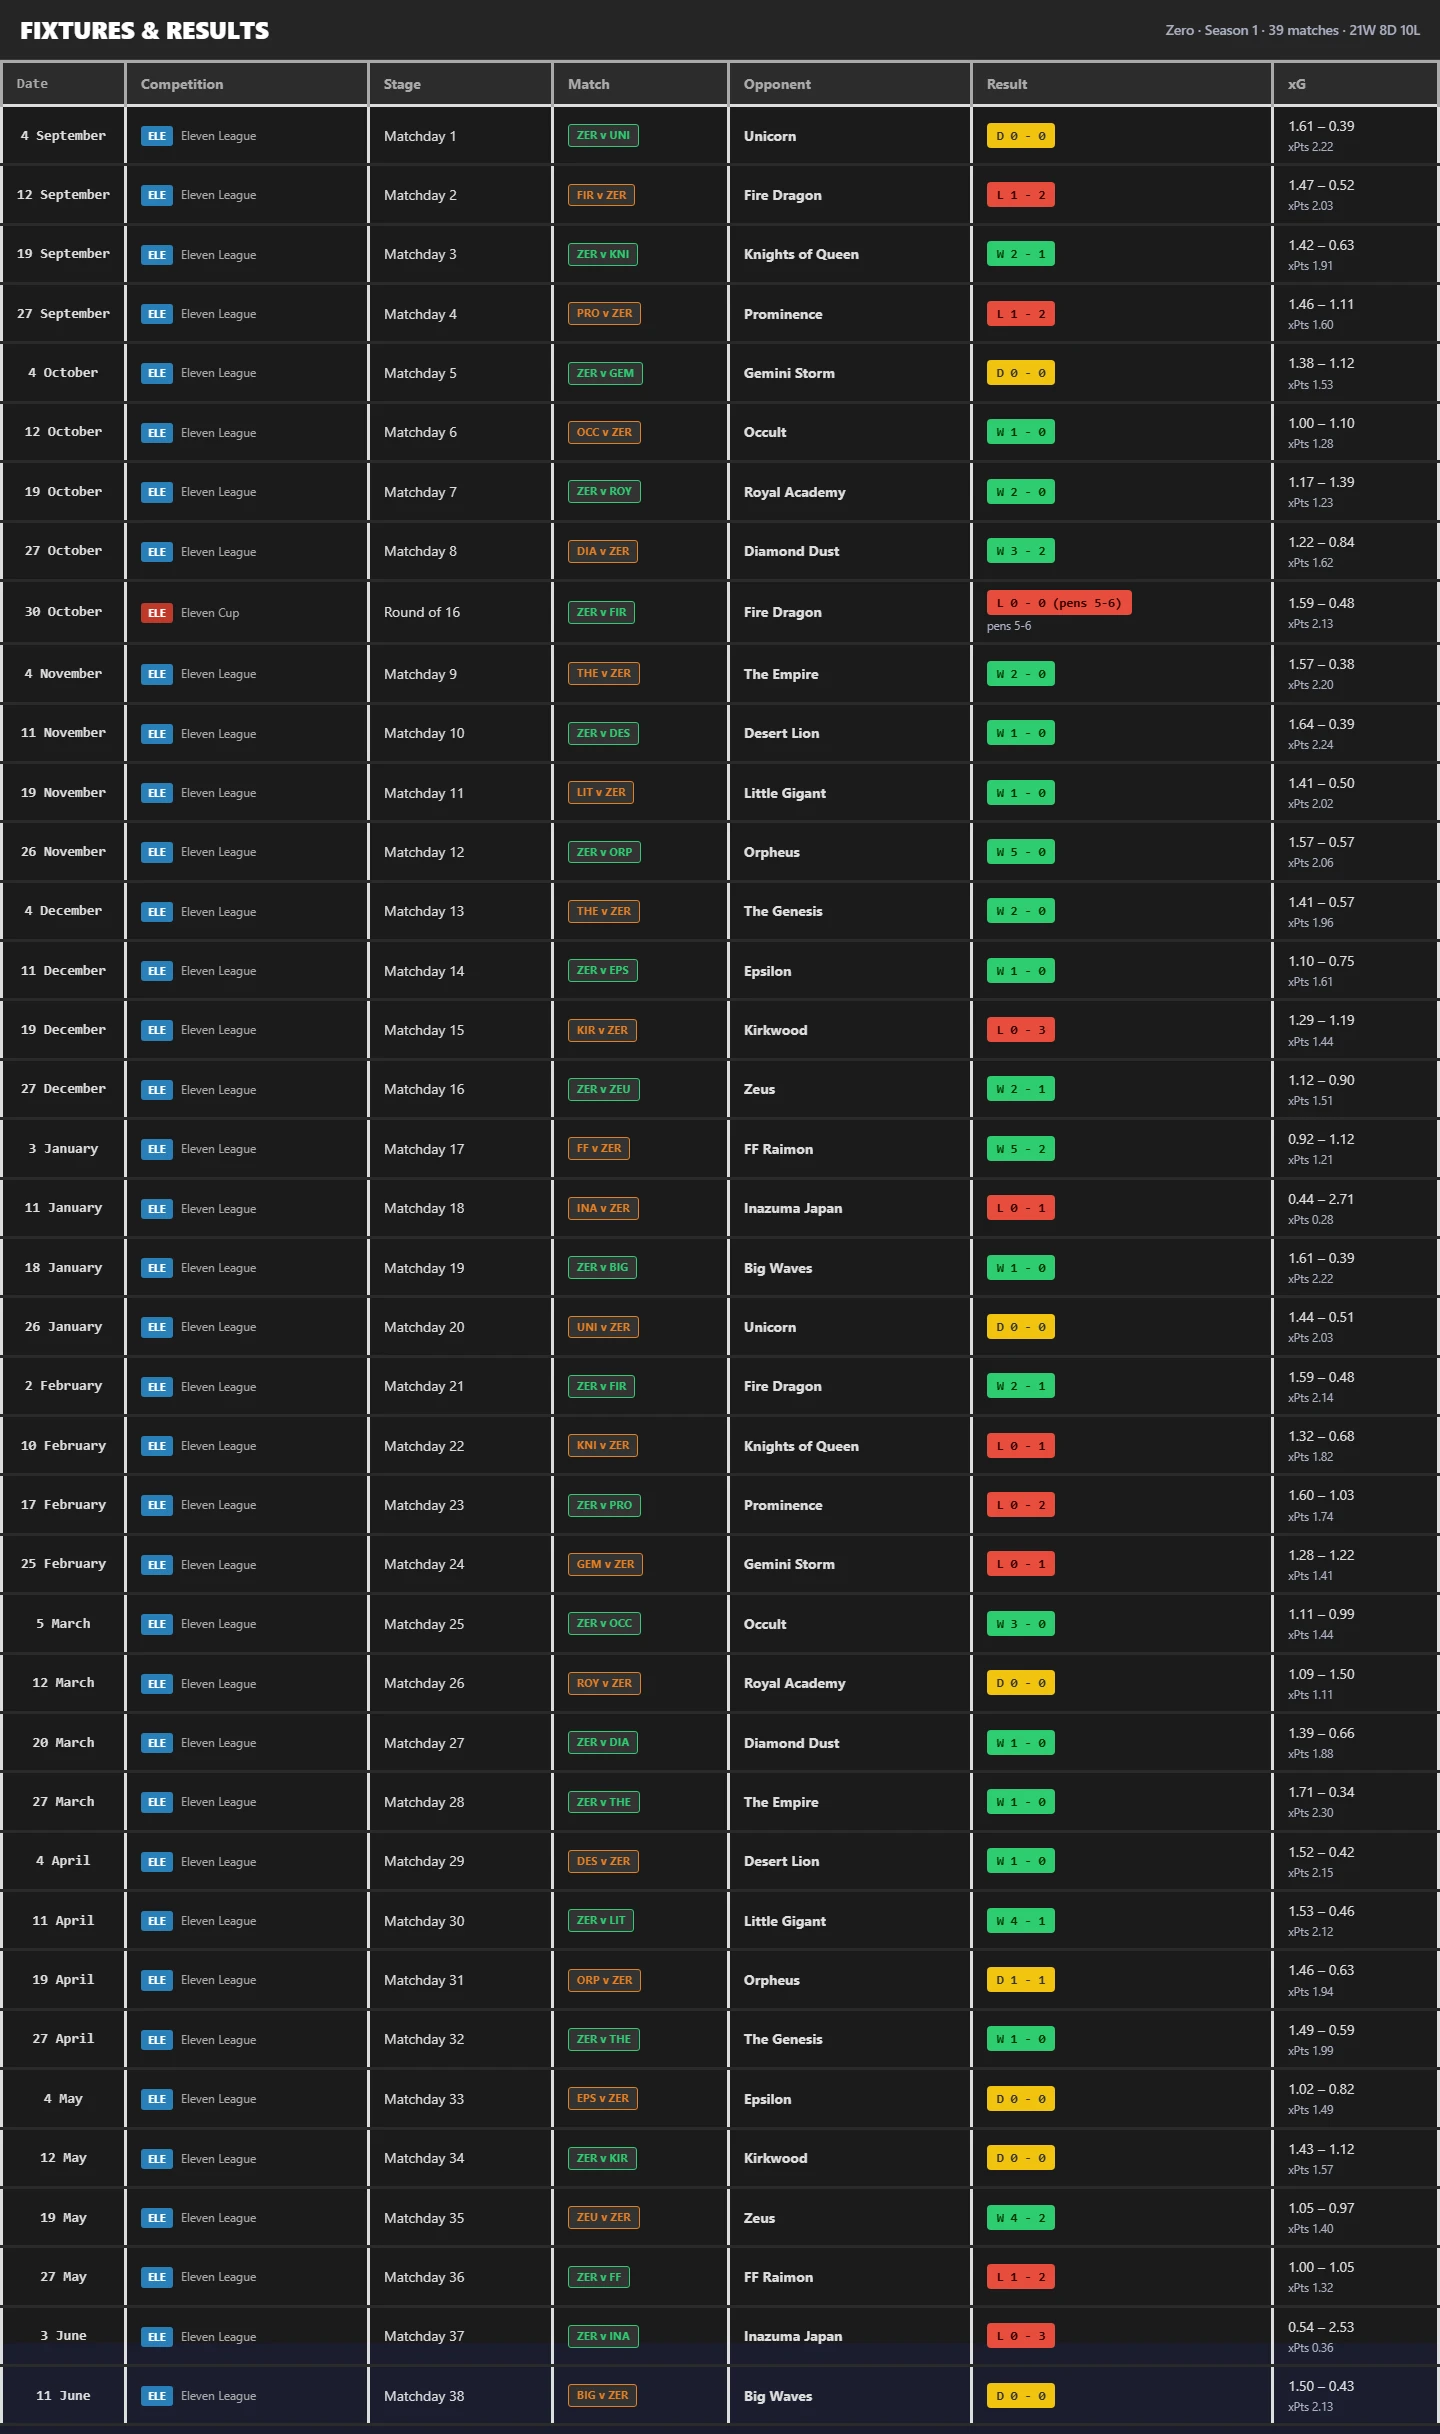 FIXTURES & RESULTS
Zero · Season 1 · 39 matches · 21W 8D 10L
Date Competition Stage Match Opponent Result xG
4 September ELE Eleven League Matchday 1 ZER v UNI Unicorn D 0 - 0 1.61 – 0.39
xPts 2.22
12 September ELE Eleven League Matchday 2 FIR v ZER Fire Dragon L 1 - 2 1.47 – 0.52
xPts 2.03
19 September ELE Eleven League Matchday 3 ZER v KNI Knights of Queen W 2 - 1 1.42 – 0.63
xPts 1.91
27 September ELE Eleven League Matchday 4 PRO v ZER Prominence L 1 - 2 1.46 – 1.11
xPts 1.60
4 October ELE Eleven League Matchday 5 ZER v GEM Gemini Storm D 0 - 0 1.38 – 1.12
xPts 1.53
12 October ELE Eleven League Matchday 6 OCC v ZER Occult W 1 - 0 1.00 – 1.10
xPts 1.28
19 October ELE Eleven League Matchday 7 ZER v ROY Royal Academy W 2 - 0 1.17 – 1.39
xPts 1.23
27 October ELE Eleven League Matchday 8 DIA v ZER Diamond Dust W 3 - 2 1.22 – 0.84
xPts 1.62
30 October ELE Eleven Cup Round of 16 ZER v FIR Fire Dragon L 0 - 0 (pens 5-6) 1.59 – 0.48
pens 5-6 xPts 2.13
4 November ELE Eleven League Matchday 9 THE v ZER The Empire W 2 - 0 1.57 – 0.38
xPts 2.20
11 November ELE Eleven League Matchday 10 ZER v DES Desert Lion W 1 - 0 1.64 – 0.39
xPts 2.24
19 November ELE Eleven League Matchday 11 LIT v ZER Little Gigant W 1 - 0 1.41 – 0.50
xPts 2.02
26 November ELE Eleven League Matchday 12 ZER v ORP Orpheus W 5 - 0 1.57 – 0.57
xPts 2.06
4 December ELE Eleven League Matchday 13 THE v ZER The Genesis W 2 - 0 1.41 – 0.57
xPts 1.96
11 December ELE Eleven League Matchday 14 ZER v EPS Epsilon W 1 - 0 1.10 – 0.75
xPts 1.61
19 December ELE Eleven League Matchday 15 KIR v ZER Kirkwood L 0 - 3 1.29 – 1.19
xPts 1.44
27 December ELE Eleven League Matchday 16 ZER v ZEU Zeus W 2 - 1 1.12 – 0.90
xPts 1.51
3 January ELE Eleven League Matchday 17 FF v ZER FF Raimon W 5 - 2 0.92 – 1.12
xPts 1.21
11 January ELE Eleven League Matchday 18 INA v ZER Inazuma Japan L 0 - 1 0.44 – 2.71
xPts 0.28
18 January ELE Eleven League Matchday 19 ZER v BIG Big Waves W 1 - 0 1.61 – 0.39
xPts 2.22
26 January ELE Eleven League Matchday 20 UNI v ZER Unicorn D 0 - 0 1.44 – 0.51
xPts 2.03
2 February ELE Eleven League Matchday 21 ZER v FIR Fire Dragon W 2 - 1 1.59 – 0.48
xPts 2.14
10 February ELE Eleven League Matchday 22 KNI v ZER Knights of Queen L 0 - 1 1.32 – 0.68
xPts 1.82
17 February ELE Eleven League Matchday 23 ZER v PRO Prominence L 0 - 2 1.60 – 1.03
xPts 1.74
25 February ELE Eleven League Matchday 24 GEM v ZER Gemini Storm L 0 - 1 1.28 – 1.22
xPts 1.41
5 March ELE Eleven League Matchday 25 ZER v OCC Occult W 3 - 0 1.11 – 0.99
xPts 1.44
12 March ELE Eleven League Matchday 26 ROY v ZER Royal Academy D 0 - 0 1.09 – 1.50
xPts 1.11
20 March ELE Eleven League Matchday 27 ZER v DIA Diamond Dust W 1 - 0 1.39 – 0.66
xPts 1.88
27 March ELE Eleven League Matchday 28 ZER v THE The Empire W 1 - 0 1.71 – 0.34
xPts 2.30
4 April ELE Eleven League Matchday 29 DES v ZER Desert Lion W 1 - 0 1.52 – 0.42
xPts 2.15
11 April ELE Eleven League Matchday 30 ZER v LIT Little Gigant W 4 - 1 1.53 – 0.46
xPts 2.12
19 April ELE Eleven League Matchday 31 ORP v ZER Orpheus D 1 - 1 1.46 – 0.63
xPts 1.94
27 April ELE Eleven League Matchday 32 ZER v THE The Genesis W 1 - 0 1.49 – 0.59
xPts 1.99
4 May ELE Eleven League Matchday 33 EPS v ZER Epsilon D 0 - 0 1.02 – 0.82
xPts 1.49
12 May ELE Eleven League Matchday 34 ZER v KIR Kirkwood D 0 - 0 1.43 – 1.12
xPts 1.57
19 May ELE Eleven League Matchday 35 ZEU v ZER Zeus W 4 - 2 1.05 – 0.97
xPts 1.40
27 May ELE Eleven League Matchday 36 ZER v FF FF Raimon L 1 - 2 1.00 – 1.05
xPts 1.32
3 June ELE Eleven League Matchday 37 ZER v INA Inazuma Japan L 0 - 3 0.54 – 2.53
xPts 0.36
11 June ELE Eleven League Matchday 38 BIG v ZER Big Waves D 0 - 0 1.50 – 0.43
xPts 2.13